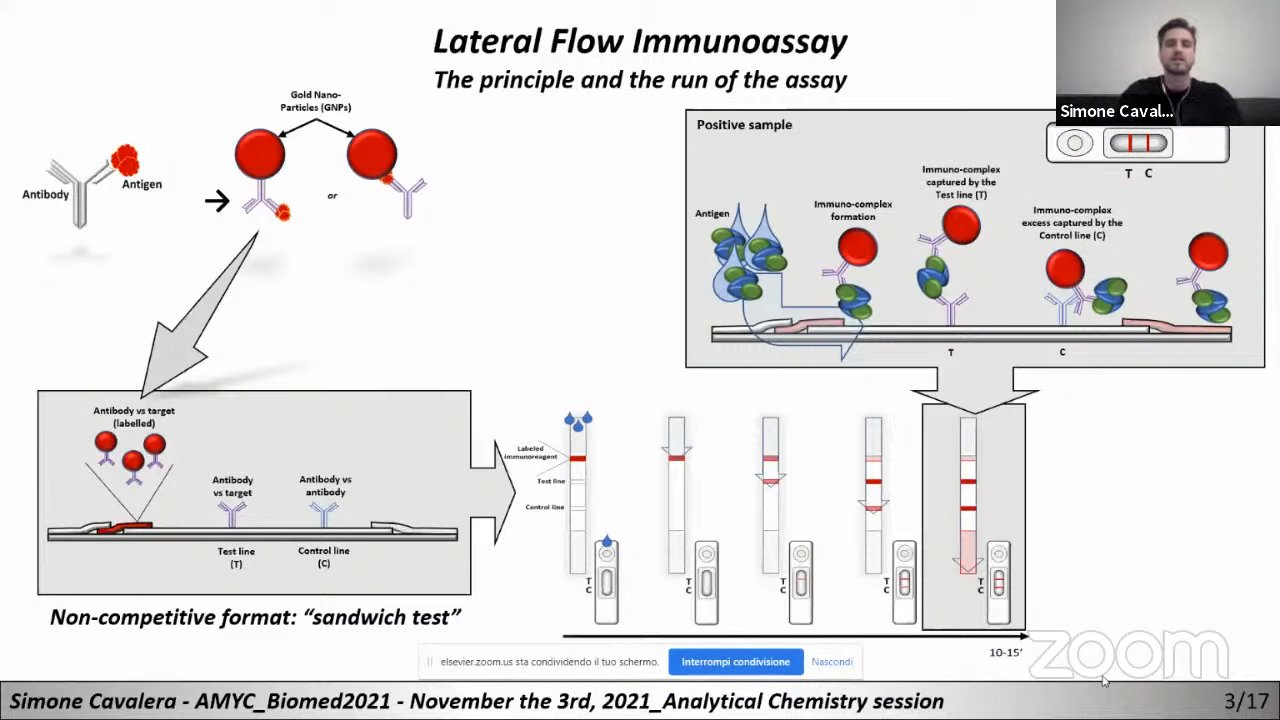 Lateral Flow Immunoassay
The principle and the run of the assay
Simone Caval...
Gold Nano-
Particles (GNPs)
Antibody
Antigen
or
Positive sample
T C
Antigen
Immuno-complex
formation
Immuno-complex
captured by the
Test line (T)
Immuno-complex
excess captured by the
Control line (C)
T
C
Antibody vs target
(labelled)
Antibody
vs target
Antibody vs
antibody
Test line
(T)
Control line
(C)
Non-competitive format: “sandwich test”
Labeled
immunoreagent
Test line
Control line
T
C
T
C
T
C
T
C
T
C
10-15’
elsevier.zoom.us sta condividendo il tuo schermo.
Interrompi condivisione
Nascondi
zoom
Simone Cavalera - AMYC_Biomed2021 - November the 3rd, 2021_Analytical Chemistry session
3/17